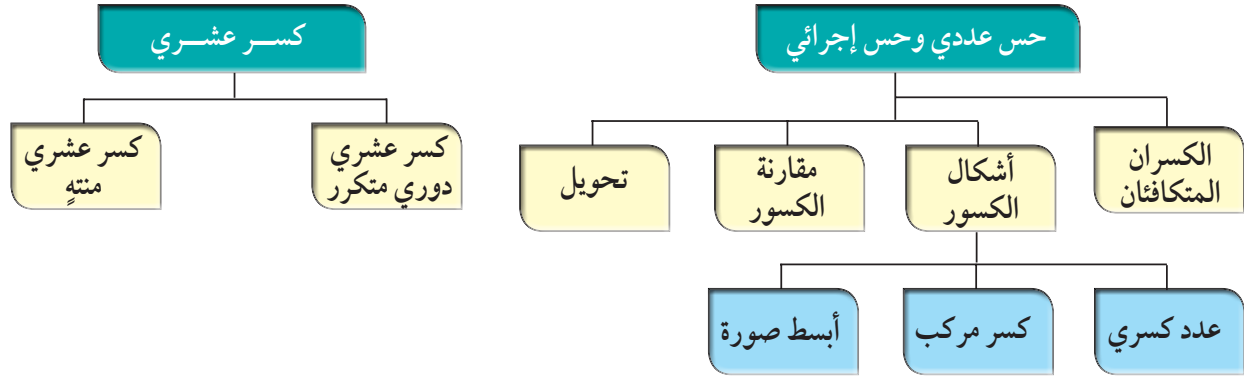 حس عددي وحس إجرائي
الكسران
المتكافئان
أشكال
الكسور
مقارنة
الكسور
تحويل
عدد كسري
كسر مركب
أبسط صورة
كســر عشــري
كسر عشري
دوري متكرر
كسر عشري
منتهٍ